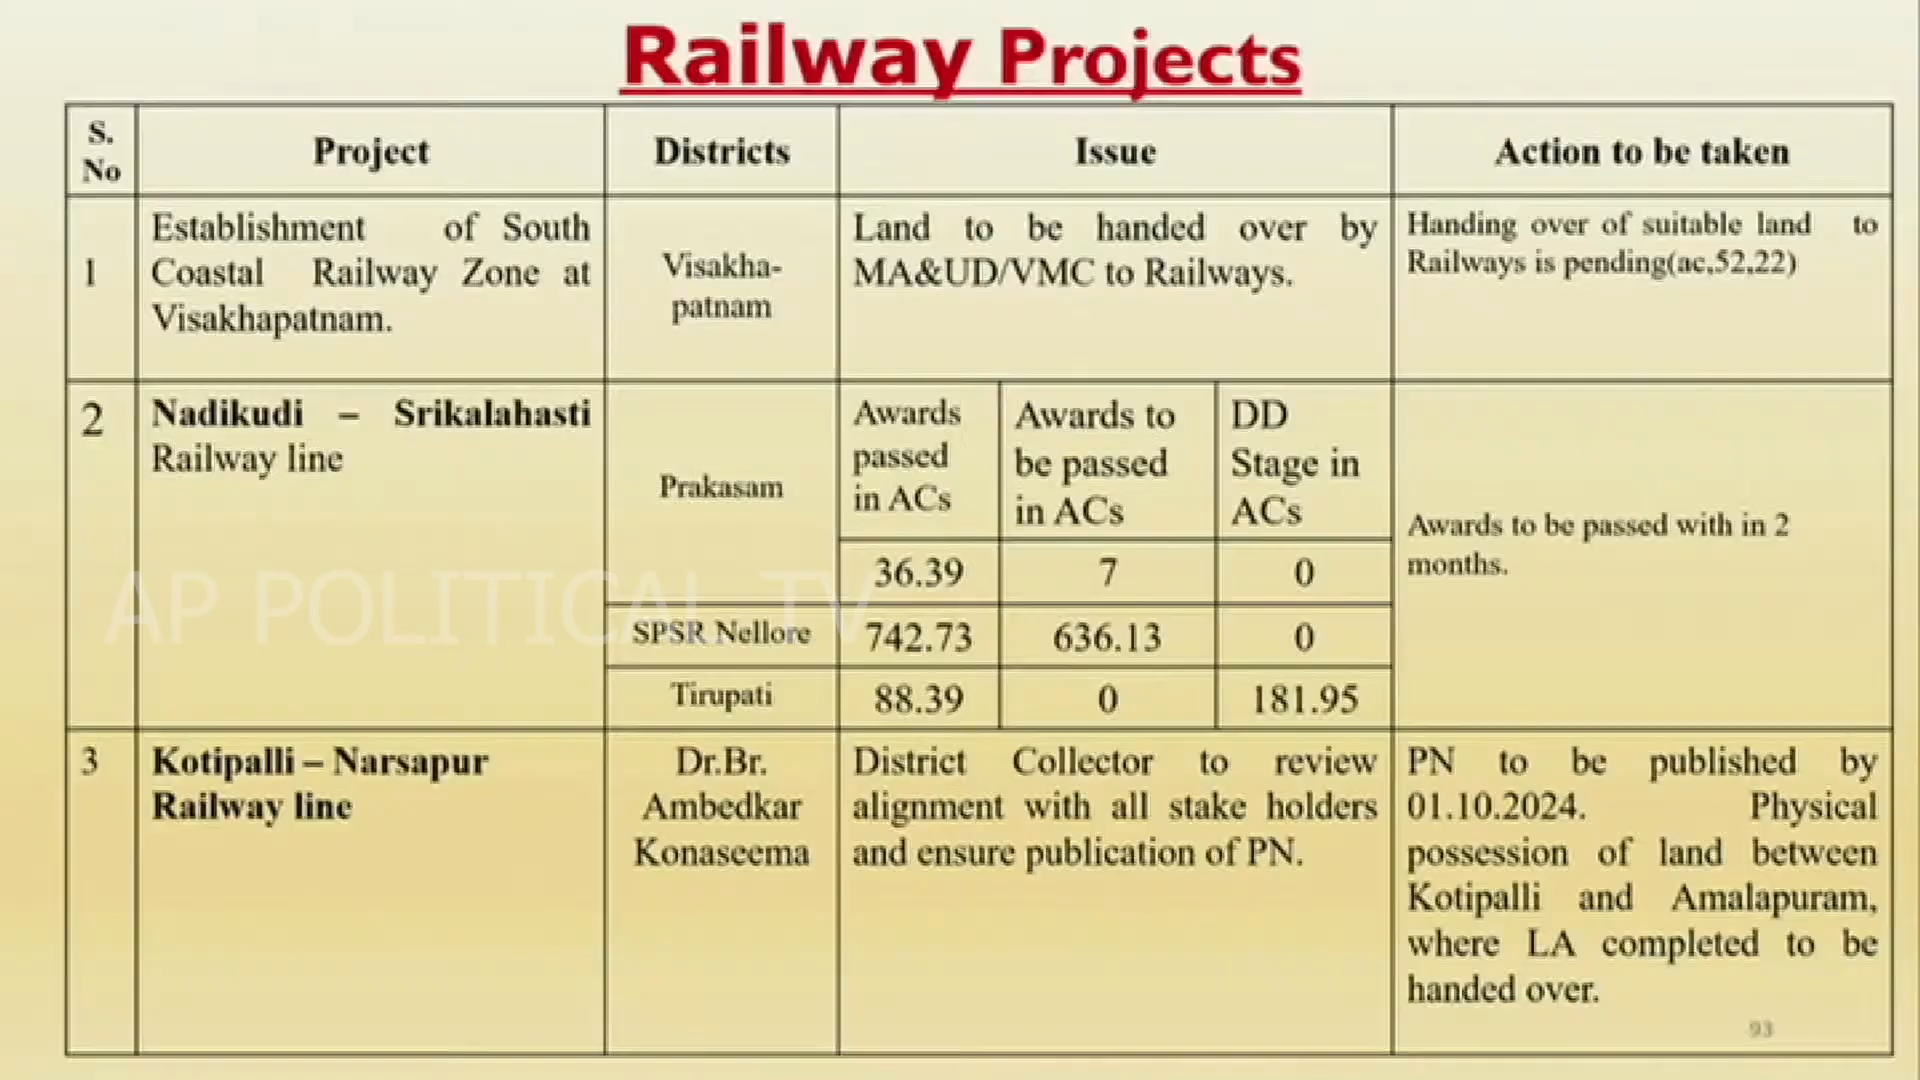 Railway Projects
S.
No
Project
Districts
Issue
Action to be taken
1
Establishment of South
Coastal Railway Zone at
Visakhapatnam.
Visakha-
patnam
Land to be handed over by
MA&UD/VMC to Railways.
Handing over of suitable land to
Railways is pending(ac,52,22)
2
Nadikudi – Srikalahasti
Railway line
Prakasam
Awards
passed
in ACs
Awards to
be passed
in ACs
DD
Stage in
ACs
36.39
7
0
SPSR Nellore
742.73
636.13
0
Tirupati
88.39
0
181.95
Awards to be passed with in 2
months.
3
Kotipalli – Narsapur
Railway line
Dr.Br.
Ambedkar
Konaseema
District Collector to review
alignment with all stake holders
and ensure publication of PN.
PN to be published by
01.10.2024. Physical
possession of land between
Kotipalli and Amalapuram,
where LA completed to be
handed over.
93
AP POLITICAL TV